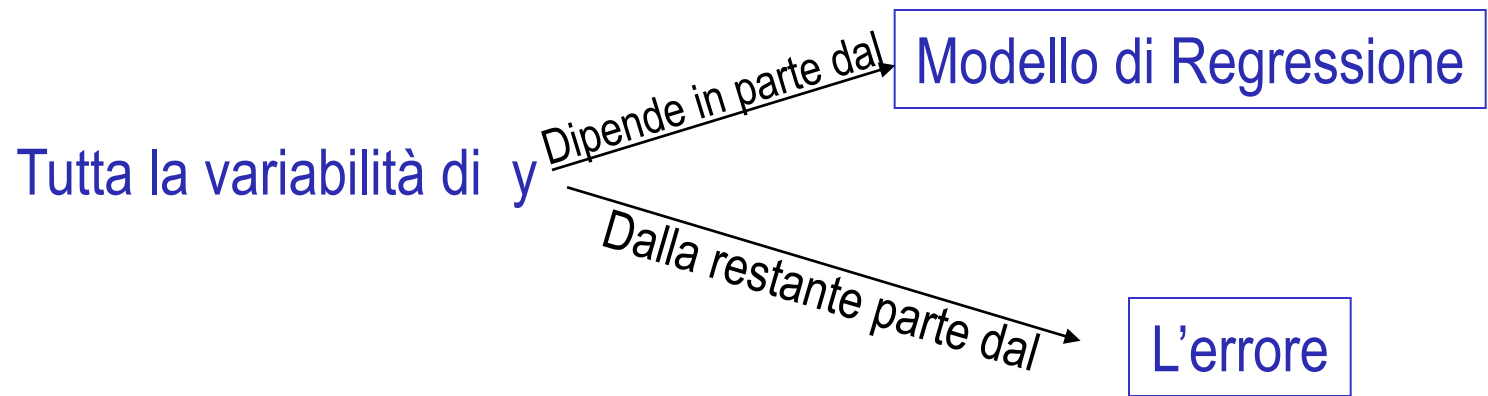 Tutta la variabilità di y
Dipende in parte dal
Modello di Regressione
Dalla restante parte dal
L’errore